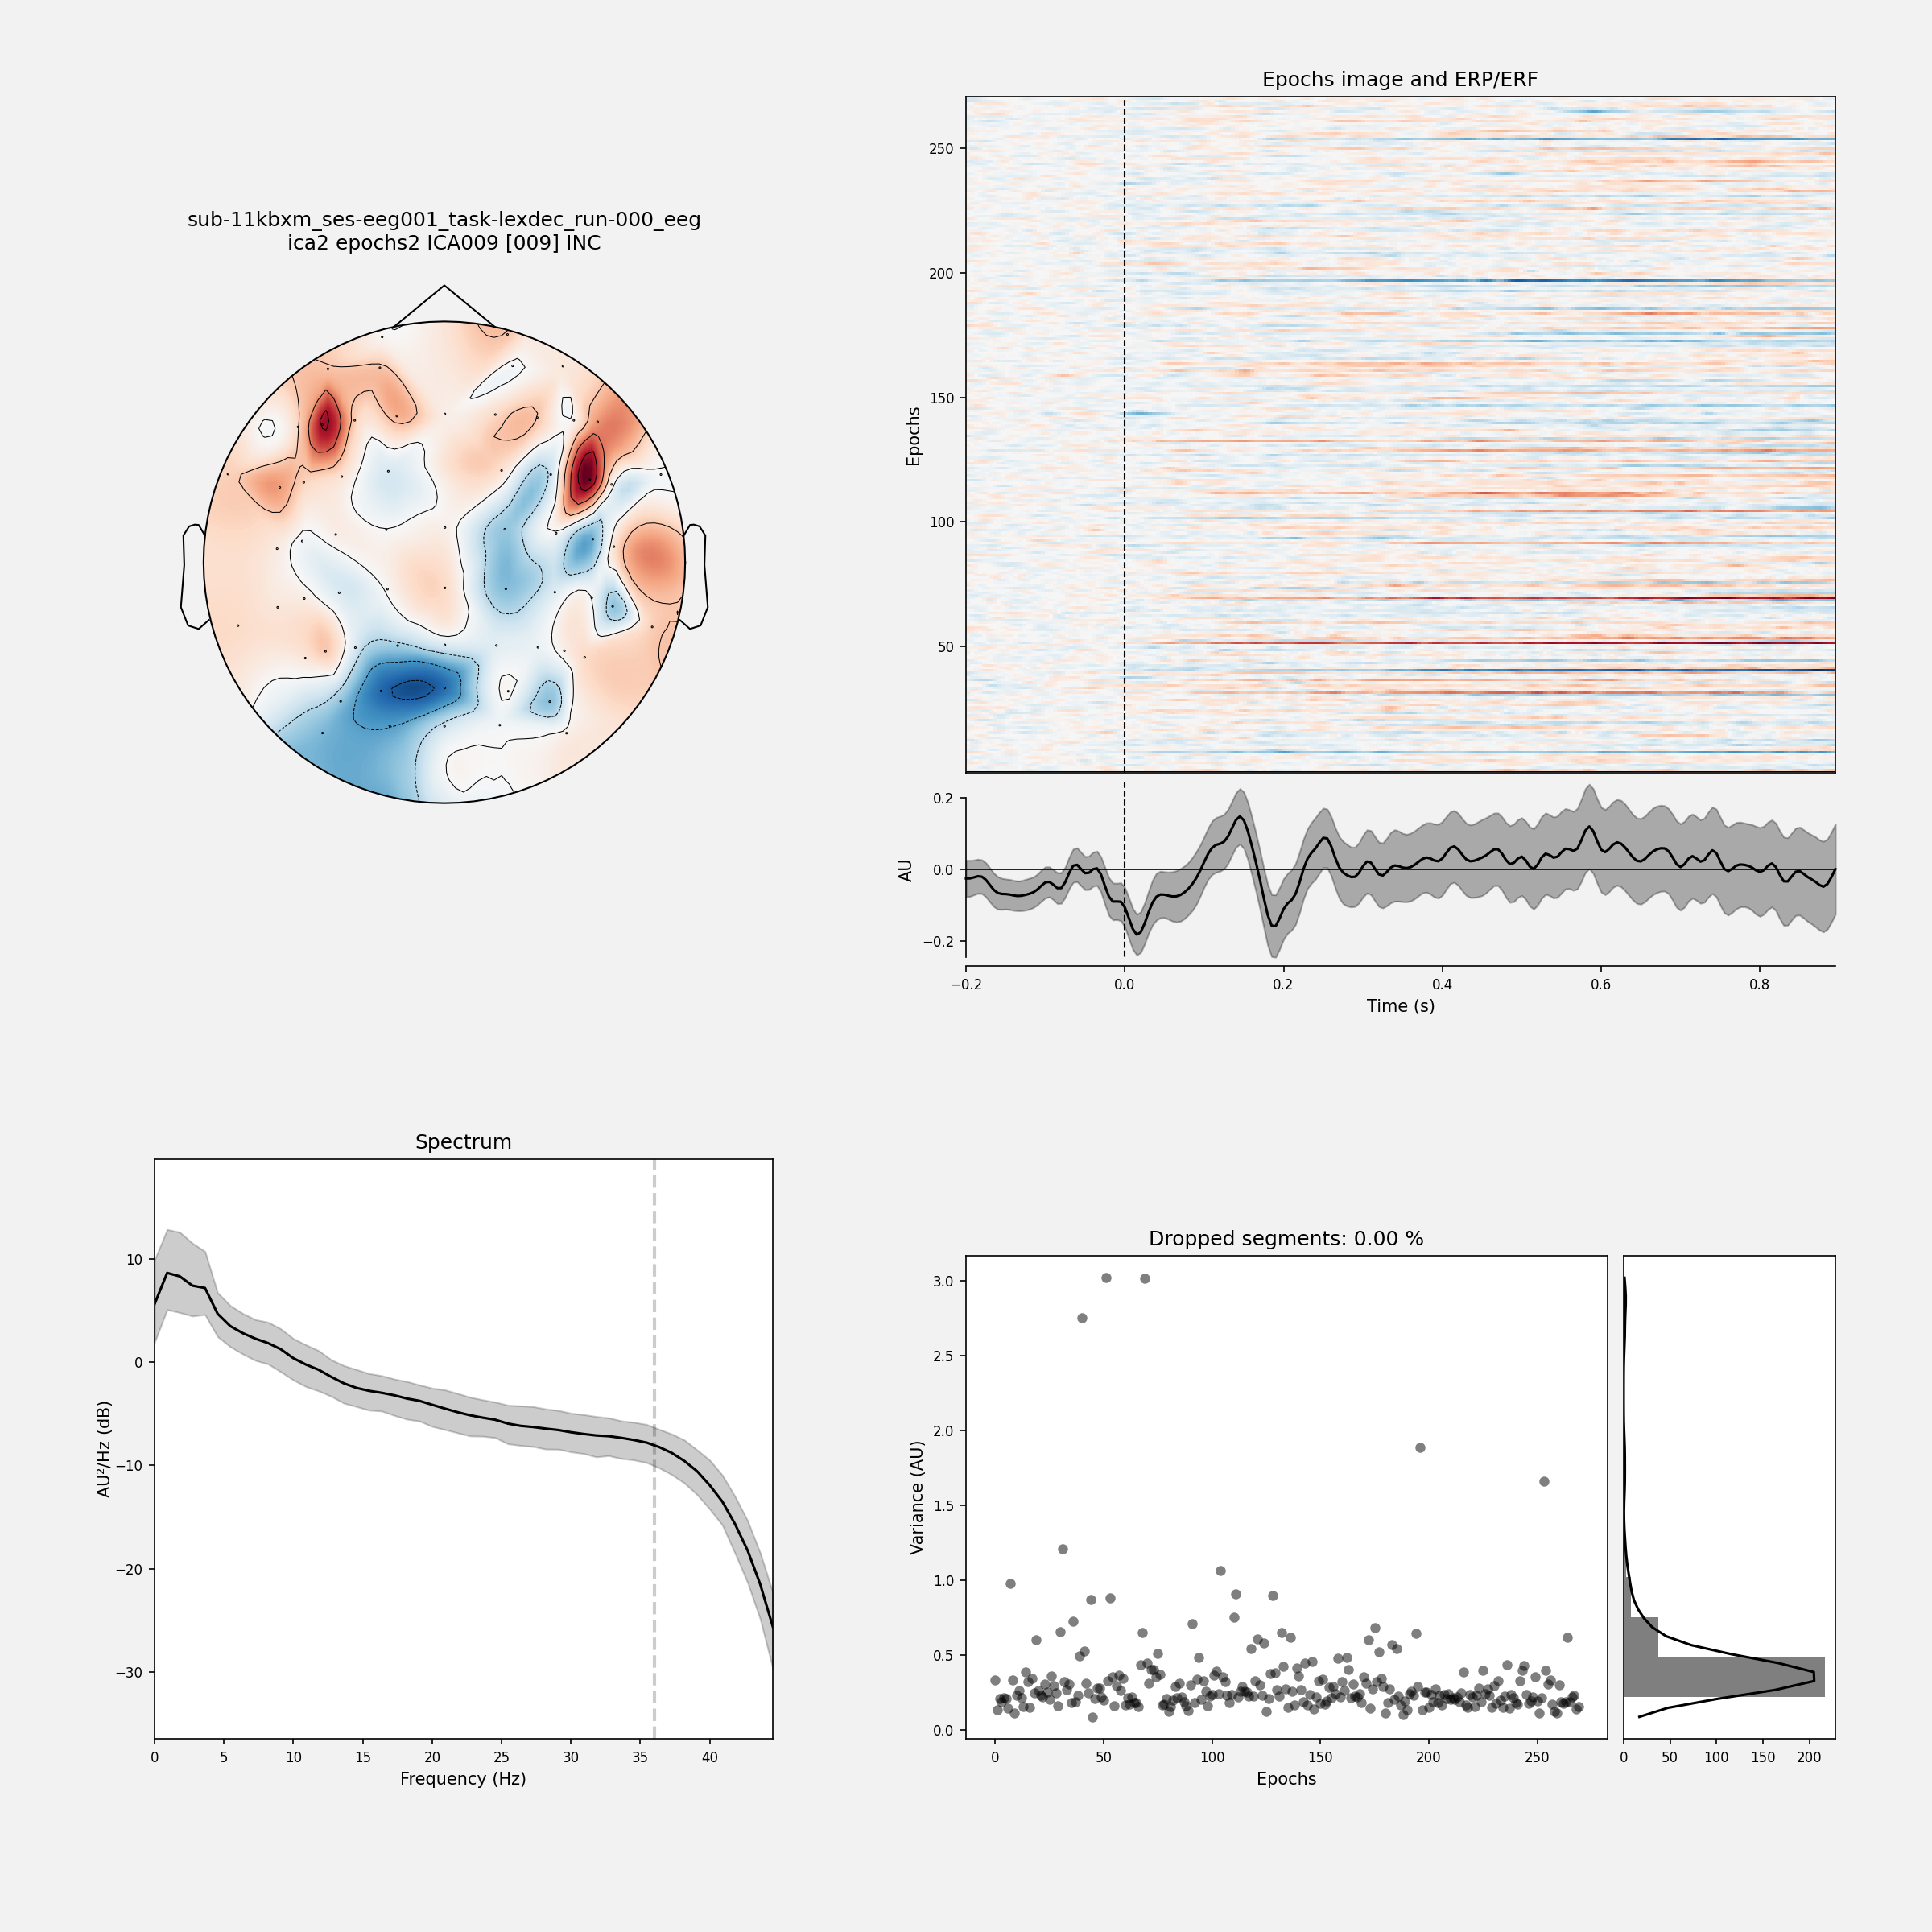 sub-11kbxm_ses-eeg001_task-lexdec_run-000_eeg
ica2 epochs2 ICA009 [009] INC
Epochs image and ERP/ERF
250
200
150
100
50
Epochs
0.2
0.0
−0.2
AU
−0.2 0.0 0.2 0.4 0.6 0.8
Time (s)
Spectrum
10
0
−10
−20
−30
AU²/Hz (dB)
0 5 10 15 20 25 30 35 40
Frequency (Hz)
Dropped segments: 0.00 %
3.0
2.5
2.0
1.5
1.0
0.5
0.0
Variance (AU)
0 50 100 150 200 250
Epochs
0 50 100 150 200